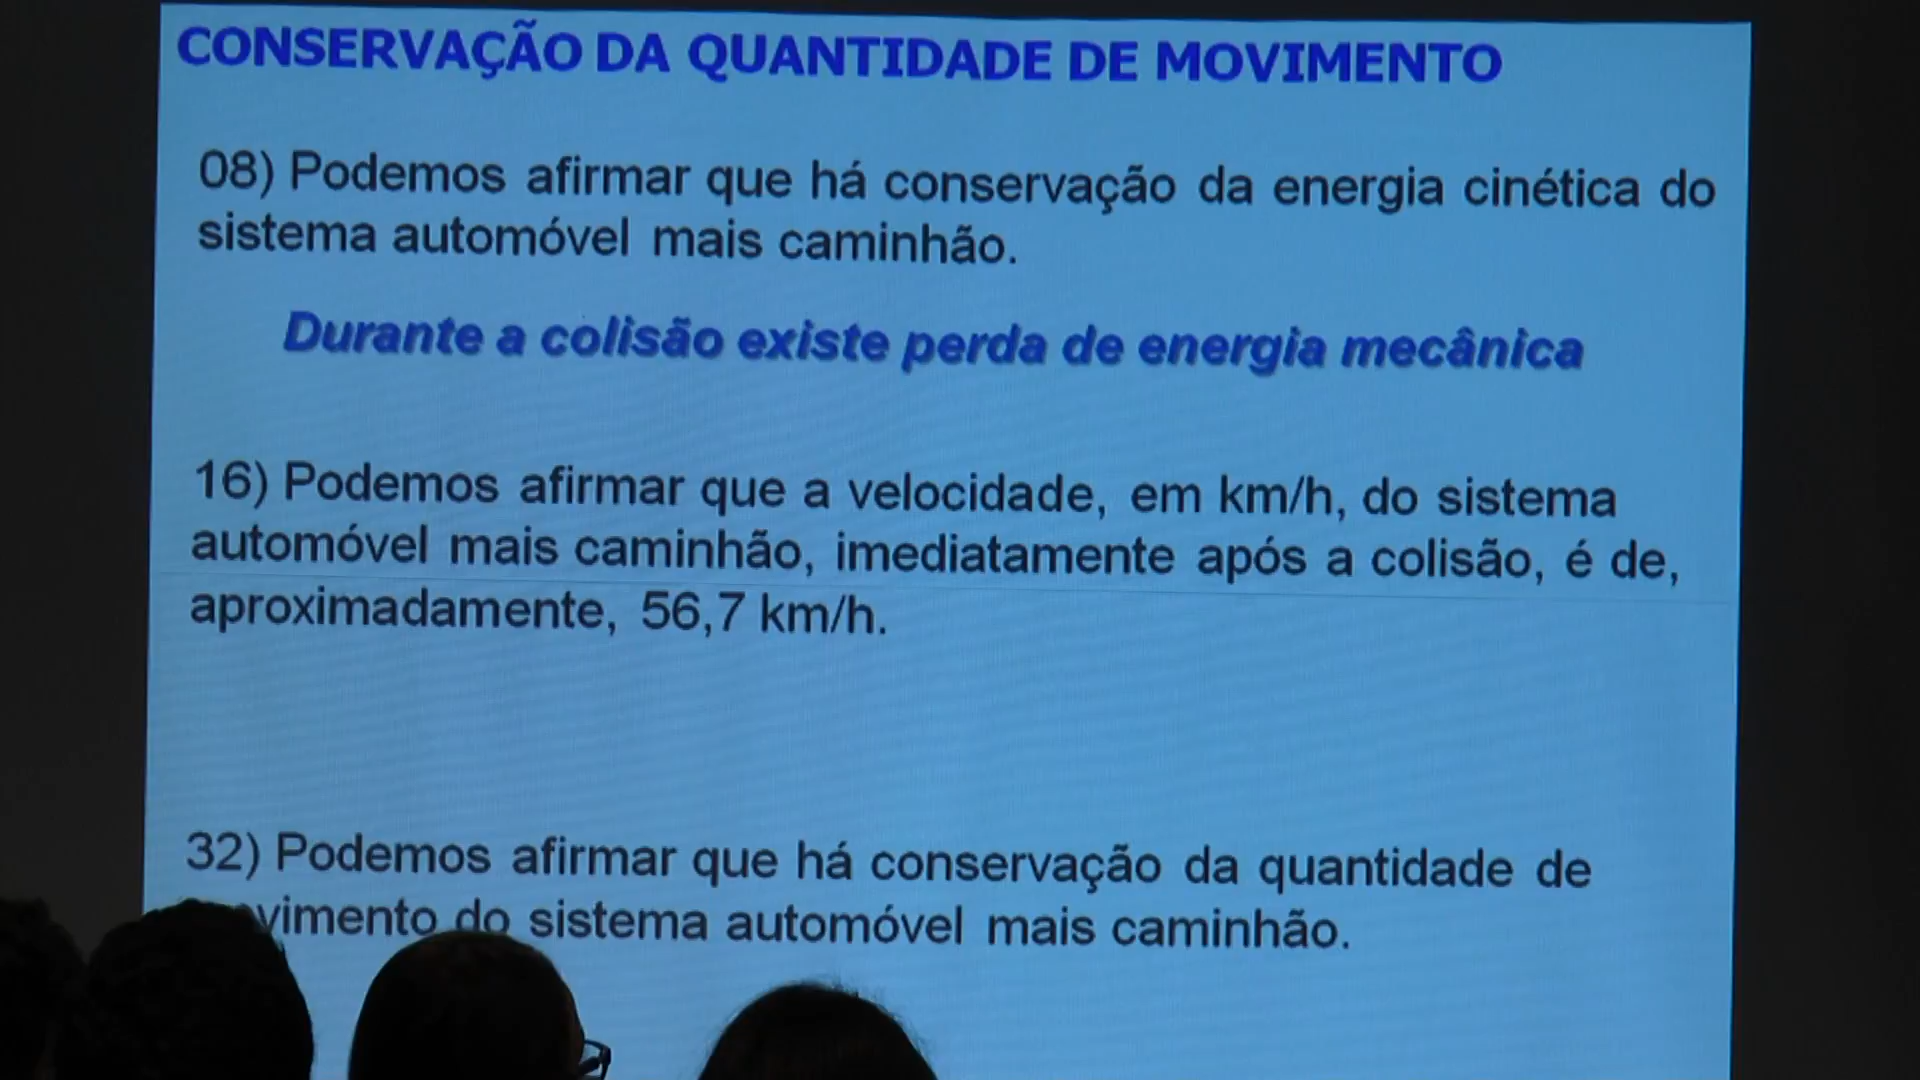 CONSERVAÇÃO DA QUANTIDADE DE MOVIMENTO
08) Podemos afirmar que há conservação da energia cinética do
sistema automóvel mais caminhão.
Durante a colisão existe perda de energia mecânica
16) Podemos afirmar que a velocidade, em km/h, do sistema
automóvel mais caminhão, imediatamente após a colisão, é de,
aproximadamente, 56,7 km/h.
32) Podemos afirmar que há conservação da quantidade de
do sistema automóvel mais caminhão.